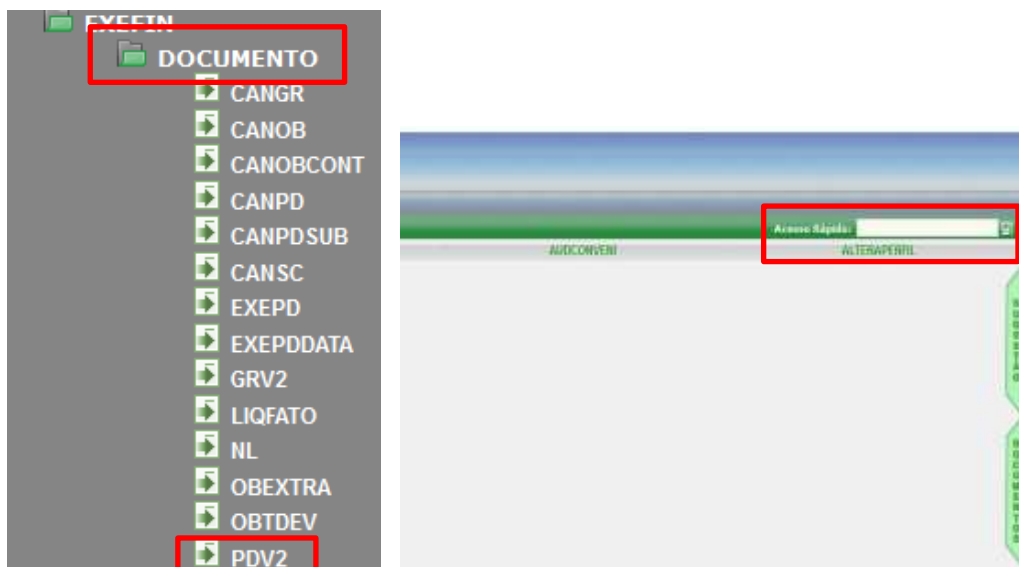 EXEFIN
DOCUMENTO
CANGR
CANOB
CANOBCONT
CANPD
CANPDSUB
CANSC
EXEPD
EXEPDDATA
GRV2
LIQFATO
NL
OBEXTRA
OBTDEV
PDV2
Acesso Rápido:
AUDCONVENI
ALTERAPERFIL